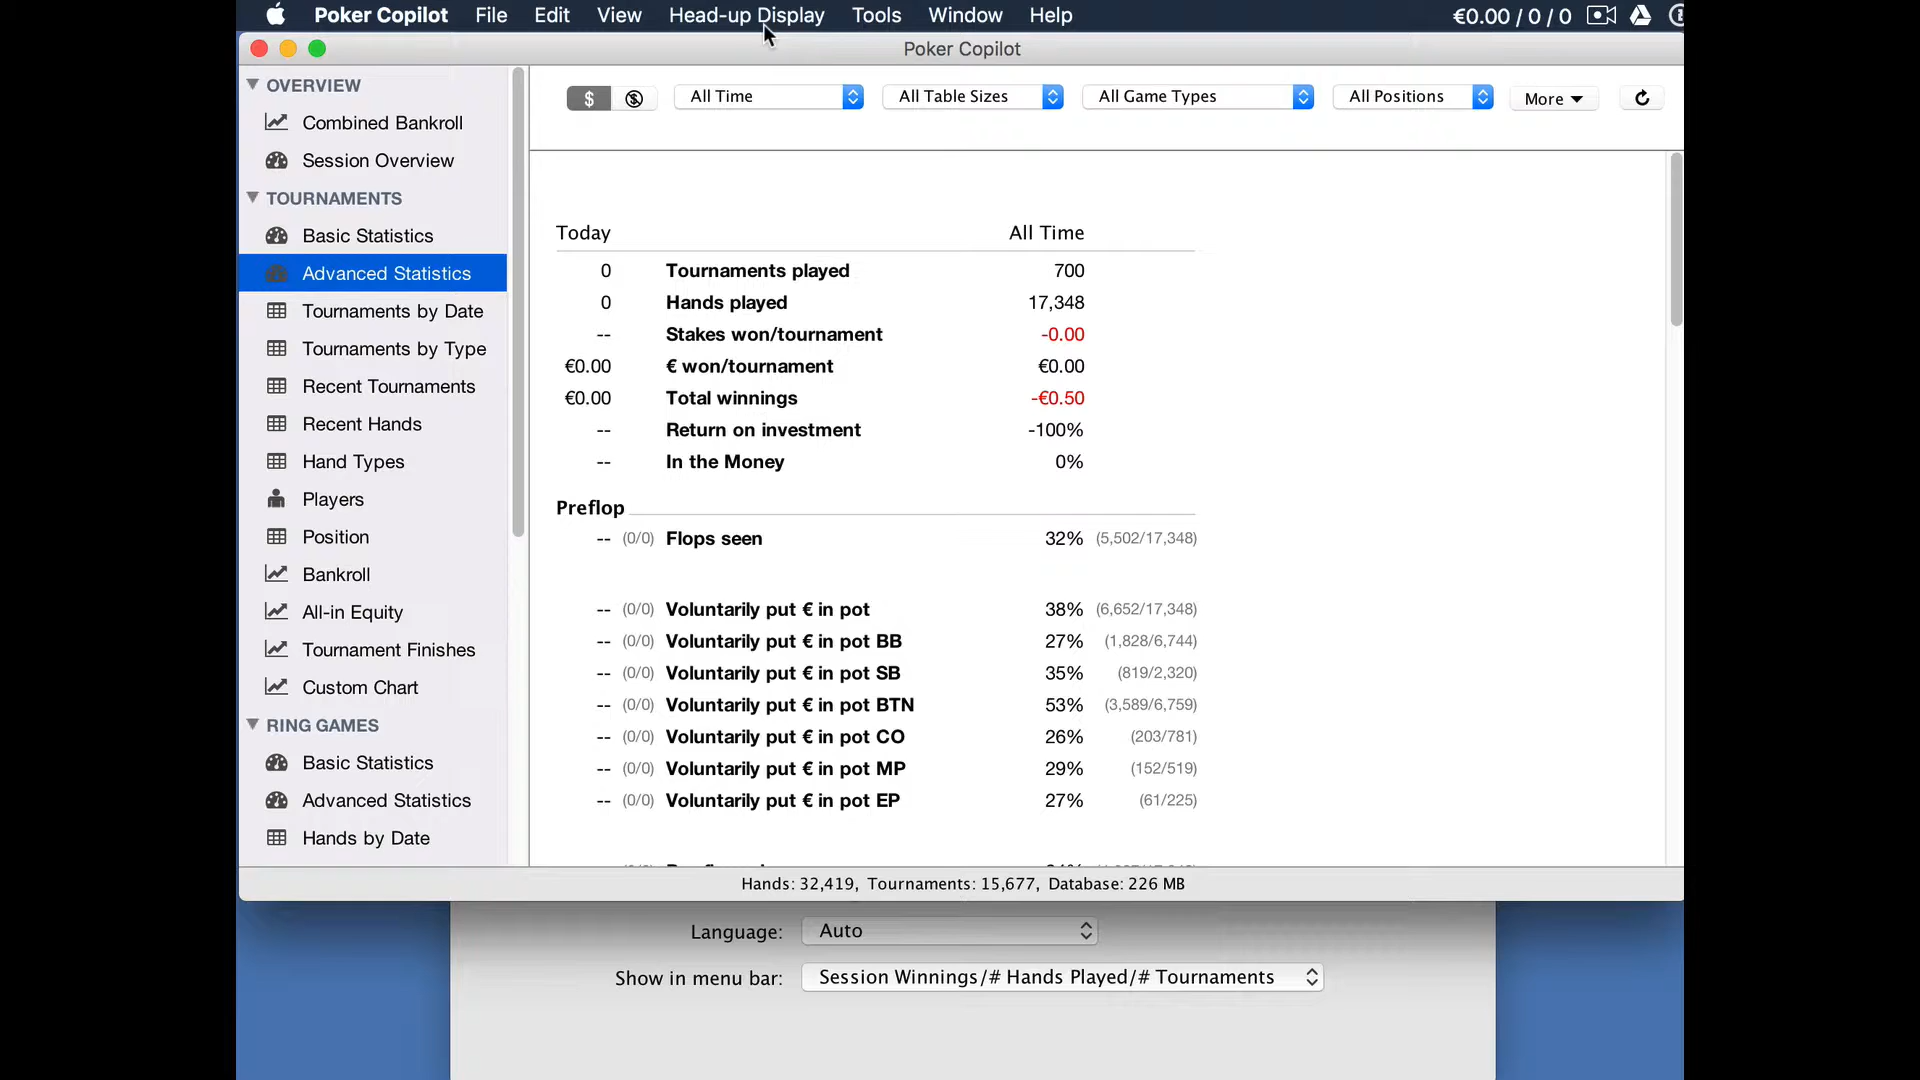 Poker Copilot File Edit View Head-up Display Tools Window Help €0.00 / 0 / 0
Poker Copilot
OVERVIEW
Combined Bankroll
Session Overview
TOURNAMENTS
Basic Statistics
Advanced Statistics
Tournaments by Date
Tournaments by Type
Recent Tournaments
Recent Hands
Hand Types
Players
Position
Bankroll
All-in Equity
Tournament Finishes
Custom Chart
RING GAMES
Basic Statistics
Advanced Statistics
Hands by Date
$ All Time All Table Sizes All Game Types All Positions More
Today All Time
0 Tournaments played 700
0 Hands played 17,348
-- Stakes won/tournament -0.00
€0.00 € won/tournament €0.00
€0.00 Total winnings -€0.50
-- Return on investment -100%
-- In the Money 0%
Preflop
-- (0/0) Flops seen 32% (5,502/17,348)
-- (0/0) Voluntarily put € in pot 38% (6,652/17,348)
-- (0/0) Voluntarily put € in pot BB 27% (1,828/6,744)
-- (0/0) Voluntarily put € in pot SB 35% (819/2,320)
-- (0/0) Voluntarily put € in pot BTN 53% (3,589/6,759)
-- (0/0) Voluntarily put € in pot CO 26% (203/781)
-- (0/0) Voluntarily put € in pot MP 29% (152/519)
-- (0/0) Voluntarily put € in pot EP 27% (61/225)
Hands: 32,419, Tournaments: 15,677, Database: 226 MB
Language: Auto
Show in menu bar: Session Winnings/# Hands Played/# Tournaments